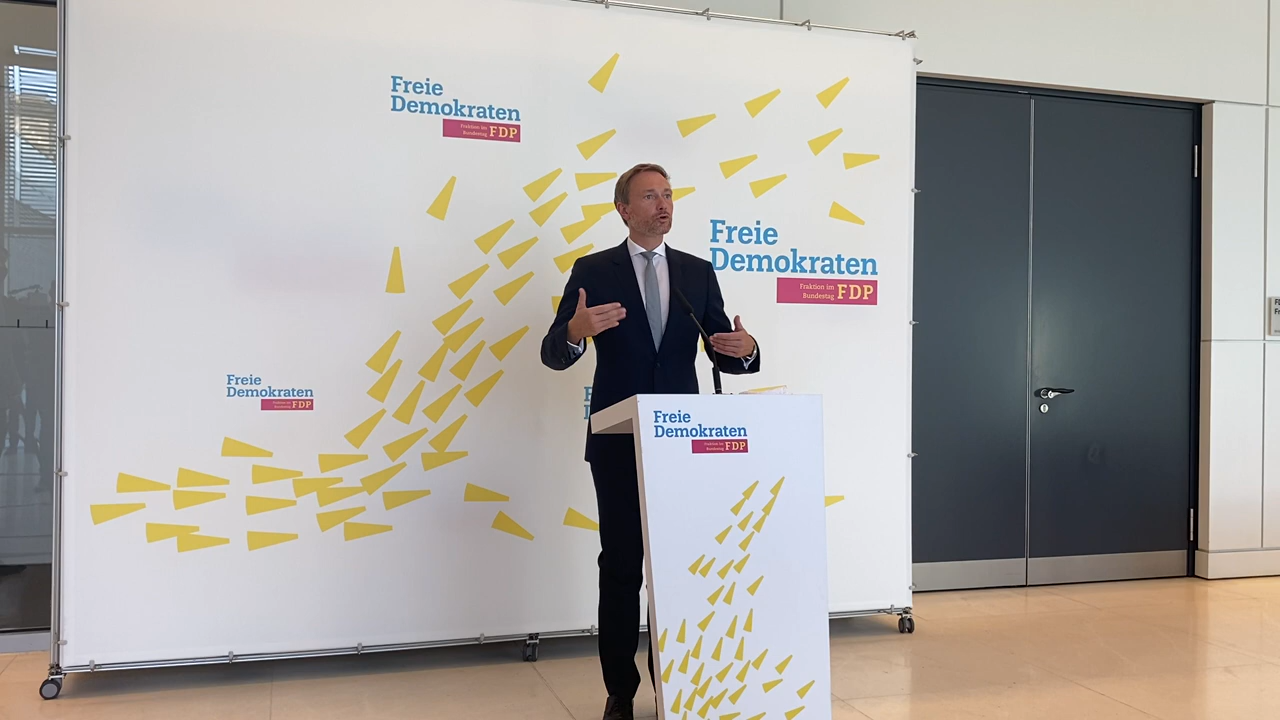 Freie
Demokraten
Fraktion im
Bundestag FDP
Freie
Demokraten
Fraktion im
Bundestag FDP
Freie
Demokraten
Fraktion im
Bundestag FDP
Freie
Demokraten
Fraktion im
Bundestag FDP